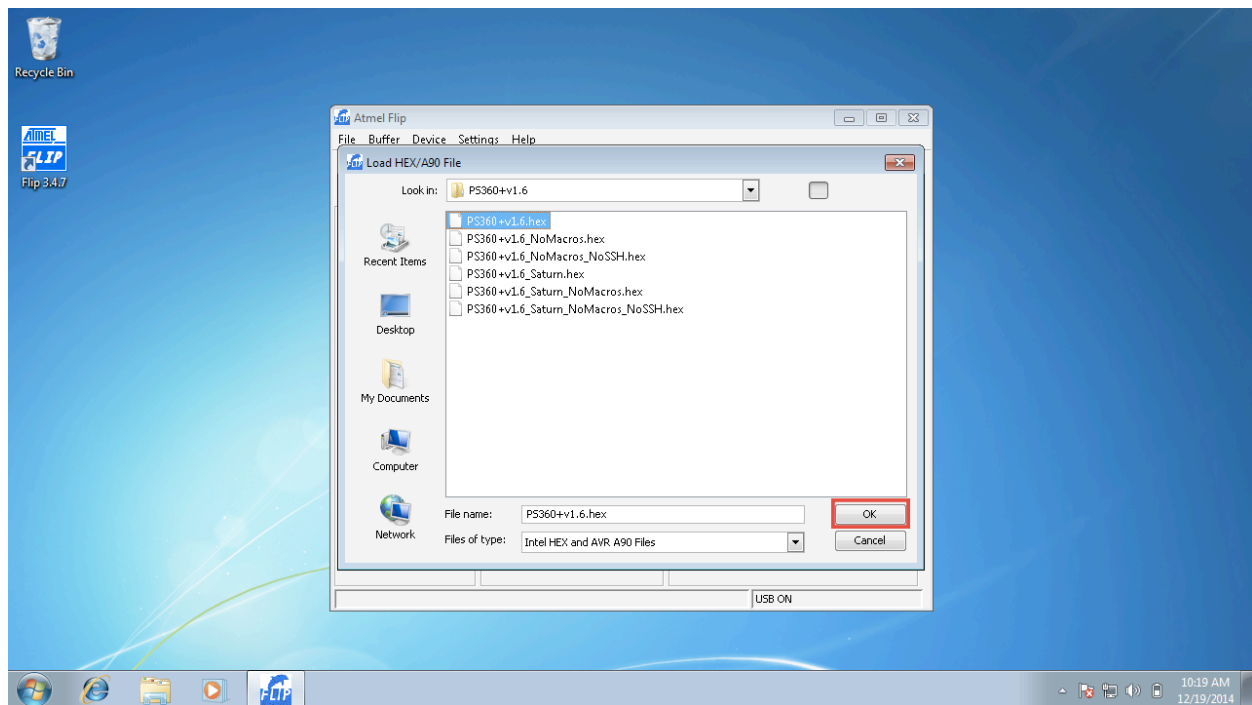 Recycle Bin
ATMEL
FLIP
Flip 3.4.7
Atmel Flip
File Buffer Device Settings Help
Load HEX/A90 File
Look in: PS360+v1.6
PS360+v1.6.hex
PS360+v1.6_NoMacros.hex
PS360+v1.6_NoMacros_NoSSH.hex
PS360+v1.6_Saturn.hex
PS360+v1.6_Saturn_NoMacros.hex
PS360+v1.6_Saturn_NoMacros_NoSSH.hex
Recent Items
Desktop
My Documents
Computer
Network
File name: PS360+v1.6.hex OK
Files of type: Intel HEX and AVR A90 Files Cancel
USB ON
FLIP
10:19 AM
12/19/2014